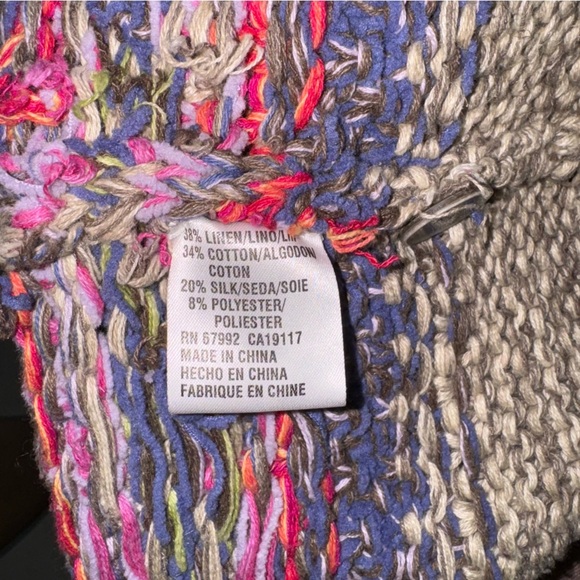 38% LINEN/LINO/LIN
34% COTTON/ALGODON
COTON
20% SILK/SEDA/SOIE
8% POLYESTER/
POLIESTER
RN 67992 CA19117
MADE IN CHINA
HECHO EN CHINA
FABRIQUE EN CHINE